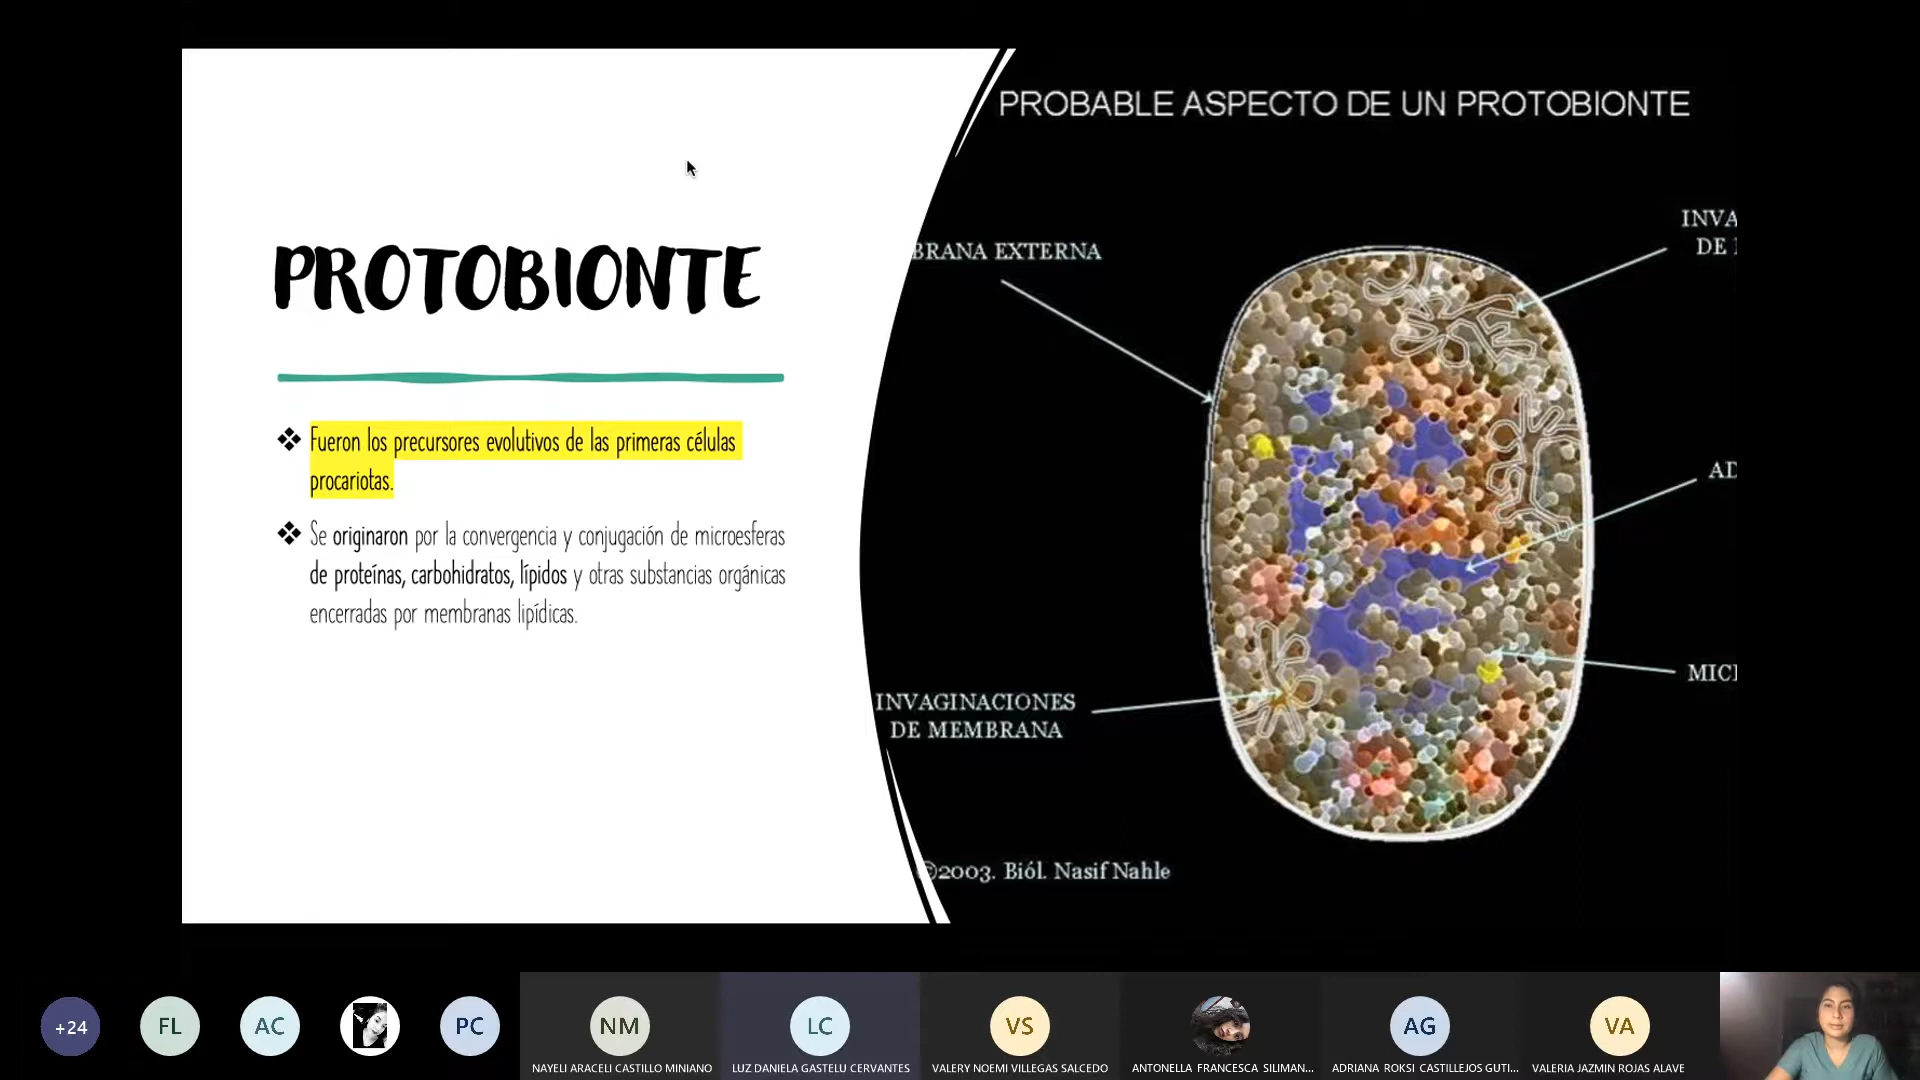 PROBABLE ASPECTO DE UN PROTOBIONTE
PROTOBIONTE
Fueron los precursores evolutivos de las primeras células
procariotas.
Se originaron por la convergencia y conjugación de microesferas
de proteínas, carbohidratos, lípidos y otras substancias orgánicas
encerradas por membranas lipídicas.
BRANA EXTERNA
INVA
DE
AD
MICI
INVAGINACIONES
DE MEMBRANA
©2003. Biól. Nasif Nahle
+24
FL
AC
PC
NM
NAYELI ARACELI CASTILLO MINIANO
LC
LUZ DANIELA GASTELU CERVANTES
VS
VALERY NOEMI VILLEGAS SALCEDO
ANTONELLA FRANCESCA SILIMAN...
AG
ADRIANA ROKSI CASTILLEJOS GUTI...
VA
VALERIA JAZMIN ROJAS ALAVE